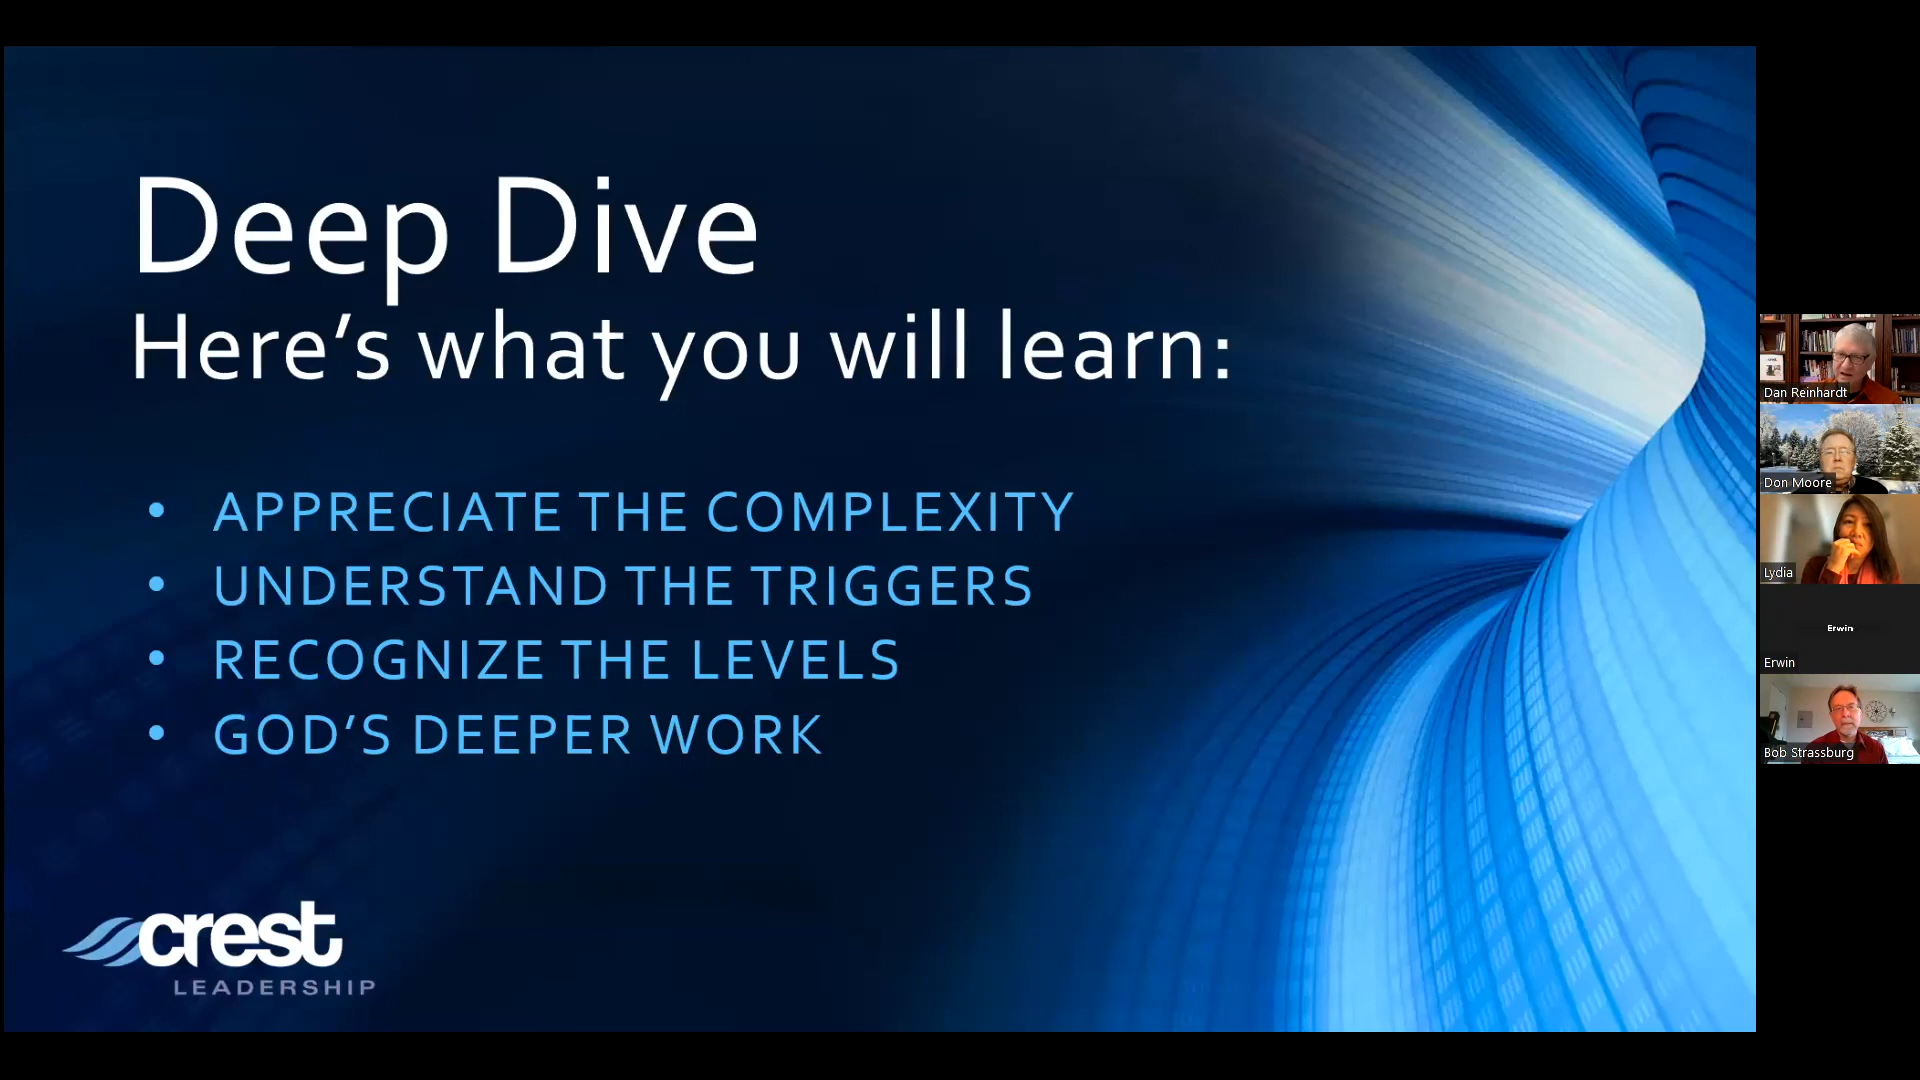 Deep Dive
Here's what you will learn:
• APPRECIATE THE COMPLEXITY
• UNDERSTAND THE TRIGGERS
• RECOGNIZE THE LEVELS
• GOD'S DEEPER WORK
crest
LEADERSHIP
Dan Reinhardt
Don Moore
Lydia
Erwin
Erwin
Bob Strassburg